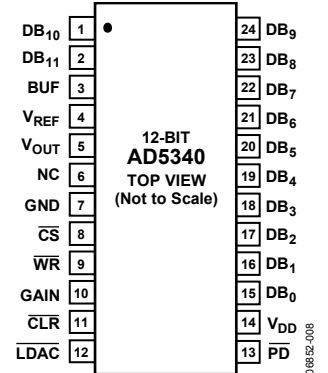 DB10 1 24 DB9
DB11 2 23 DB8
BUF 3 22 DB7
VREF 4 21 DB6
VOUT 5 20 DB5
NC 6 19 DB4
GND 7 18 DB3
CS 8 17 DB2
WR 9 16 DB1
GAIN 10 15 DB0
CLR 11 14 VDD
LDAC 12 13 PD
12-BIT
AD5340
TOP VIEW
(Not to Scale)
06852-008